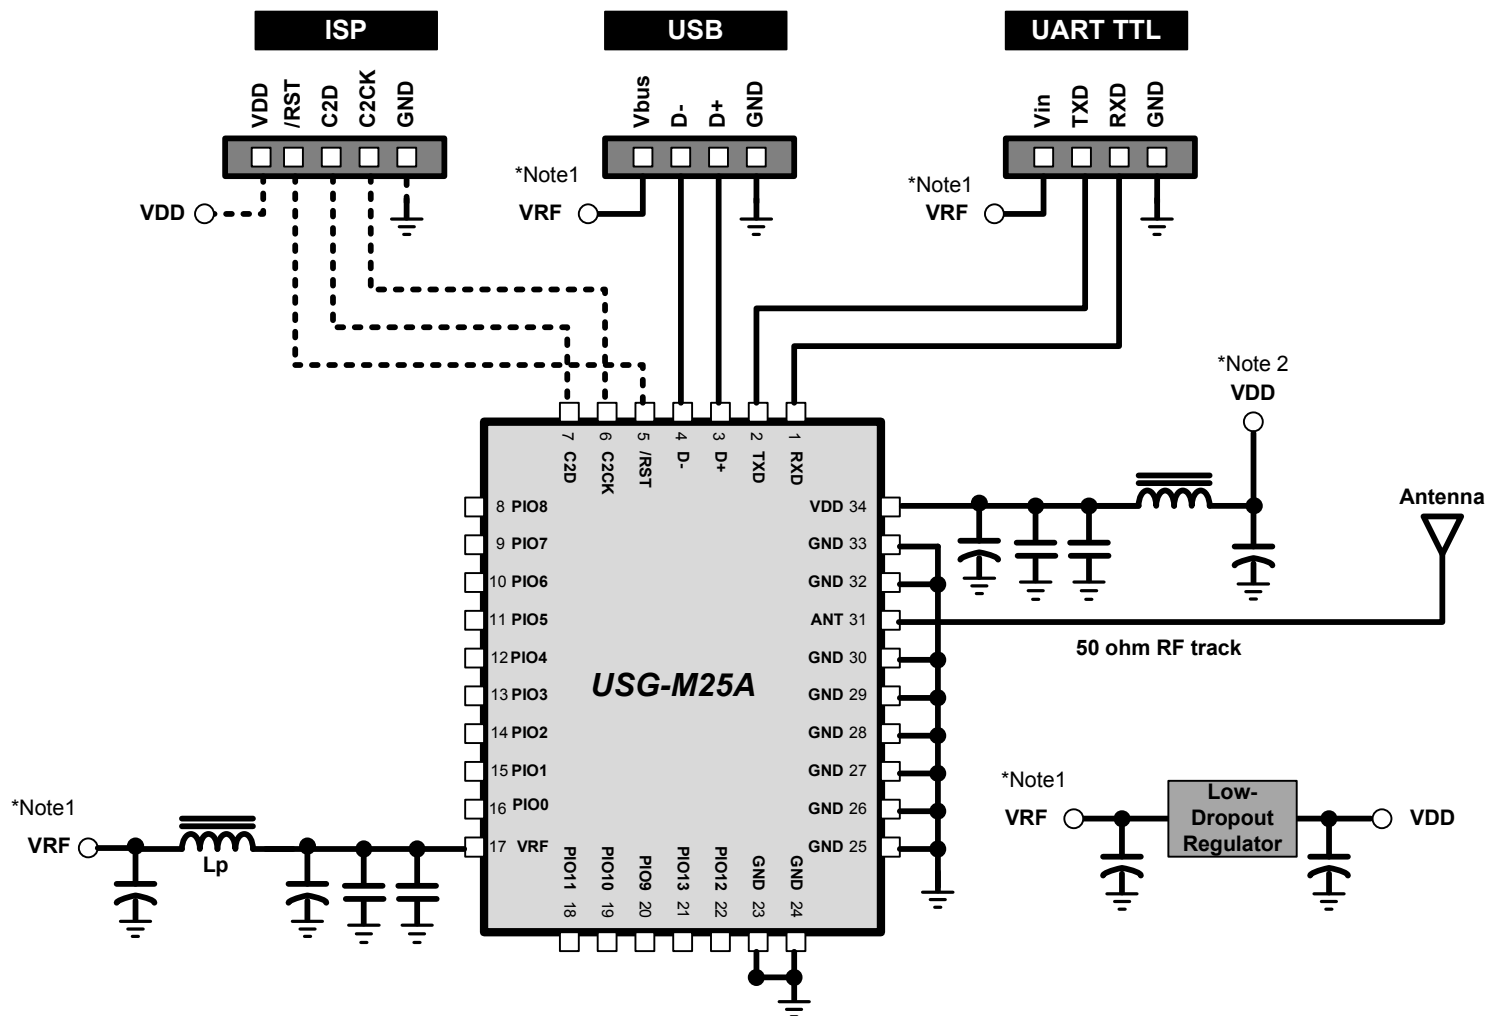 ISP
USB
UART TTL
VDD
/RST
C2D
C2CK
GND
Vbus
D-
D+
GND
Vin
TXD
RXD
GND
*Note1
*Note1
VDD
VRF
VRF
*Note 2
VDD
7 C2D
6 C2CK
5 /RST
4 D-
3 D+
2 TXD
1 RXD
Antenna
8 PIO8
VDD 34
9 PIO7
GND 33
10 PIO6
GND 32
11 PIO5
ANT 31
50 ohm RF track
12 PIO4
GND 30
13 PIO3
USG-M25A
GND 29
14 PIO2
GND 28
15 PIO1
GND 27
16 PIO0
GND 26
17 VRF
GND 25
*Note1
VRF
Lp
*Note1
VRF
Low-
Dropout
Regulator
VDD
PIO11 18
PIO10 19
PIO9 20
PIO13 21
PIO12 22
GND 23
GND 24